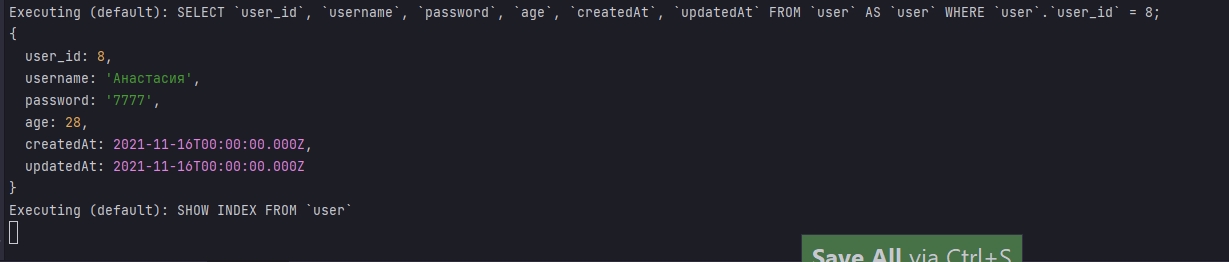 Executing (default): SELECT `user_id`, `username`, `password`, `age`, `createdAt`, `updatedAt` FROM `user` AS `user` WHERE `user`.`user_id` = 8;
{
  user_id: 8,
  username: 'Анастасия',
  password: '7777',
  age: 28,
  createdAt: 2021-11-16T00:00:00.000Z,
  updatedAt: 2021-11-16T00:00:00.000Z
}
Executing (default): SHOW INDEX FROM `user`
Save All via Ctrl+S